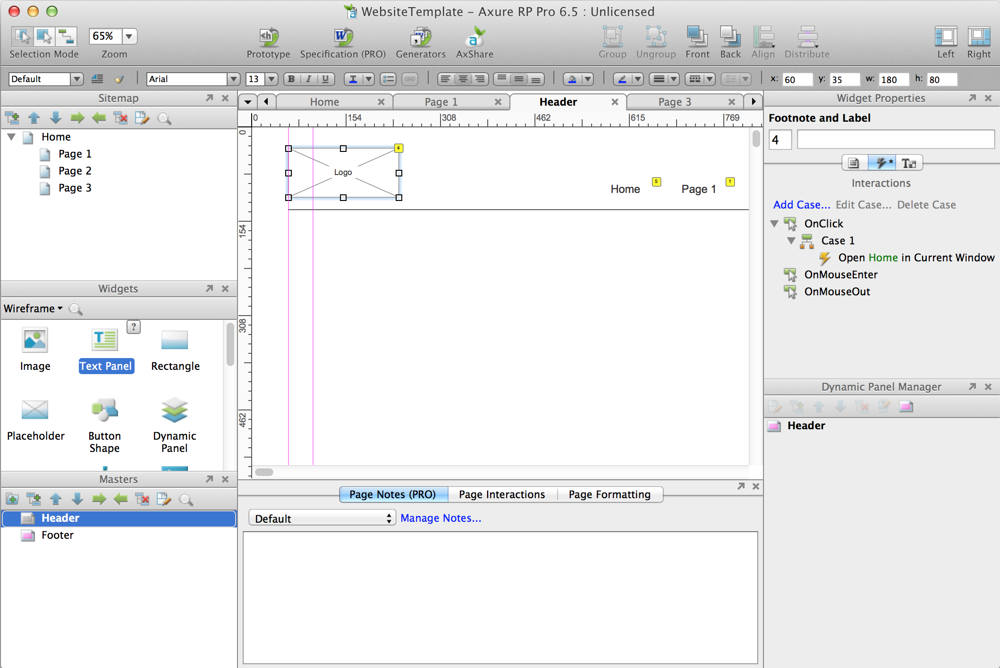 WebsiteTemplate – Axure RP Pro 6.5 : Unlicensed
65%
Selection Mode
Zoom
Prototype
Specification (PRO)
Generators
AxShare
Group
Ungroup
Front
Back
Align
Distribute
Left
Right
Default
Arial
13
B I U
x: 60 y: 35 w: 180 h: 80
Sitemap
Home
Page 1
Page 2
Page 3
Widgets
Wireframe
?
Image
Text Panel
Rectangle
Placeholder
Button Shape
Dynamic Panel
Masters
Header
Footer
Home
Page 1
Header
Page 3
0 154 308 462 615 769
0
154
308
462
Logo
4
Home
5
Page 1
1
Page Notes (PRO)
Page Interactions
Page Formatting
Default
Manage Notes...
Widget Properties
Footnote and Label
4
Interactions
Add Case... Edit Case... Delete Case
OnClick
Case 1
Open Home in Current Window
OnMouseEnter
OnMouseOut
Dynamic Panel Manager
Header